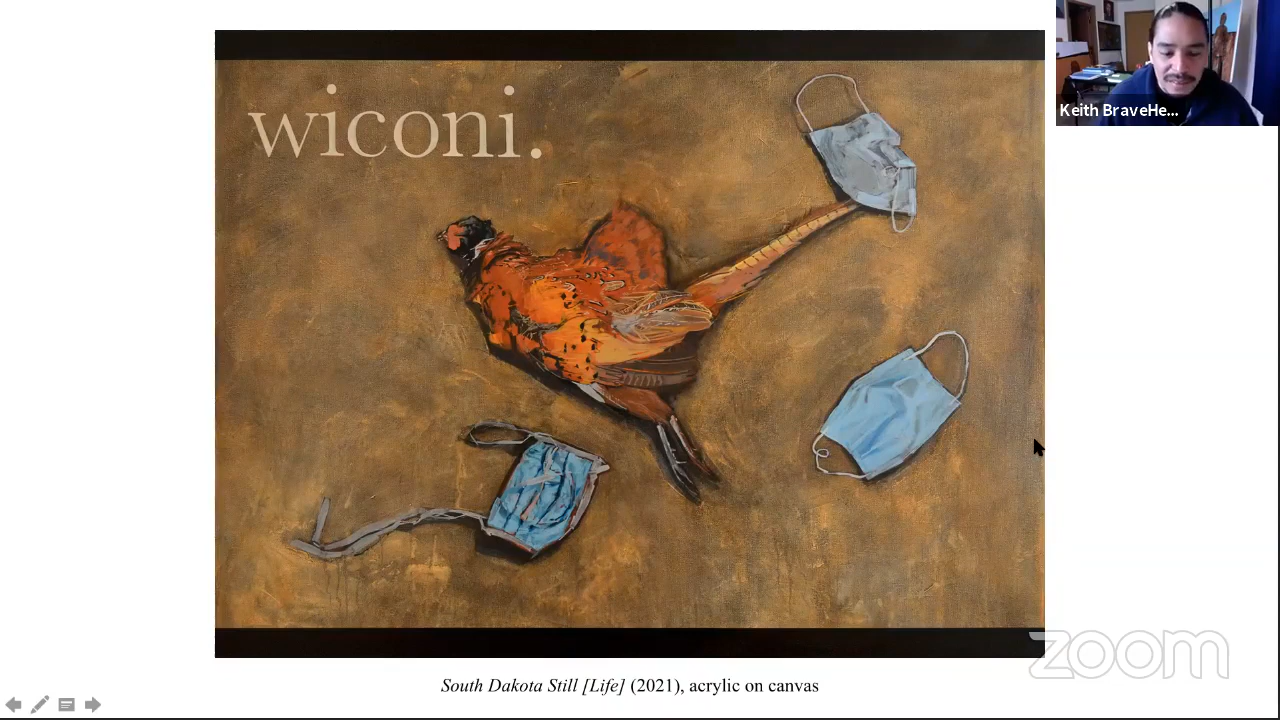 wiconi.
Keith BraveHe...
zoom
South Dakota Still [Life] (2021), acrylic on canvas